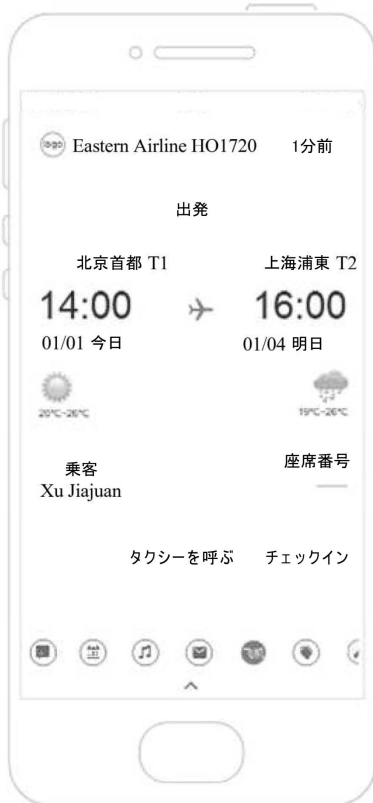 logo Eastern Airline HO1720 1分前
出発
北京首都 T1 上海浦東 T2
14:00 16:00
01/01 今日 01/04 明日
20℃~26℃ 19℃~26℃
乗客 座席番号
Xu Jiajuan
タクシーを呼ぶ チェックイン